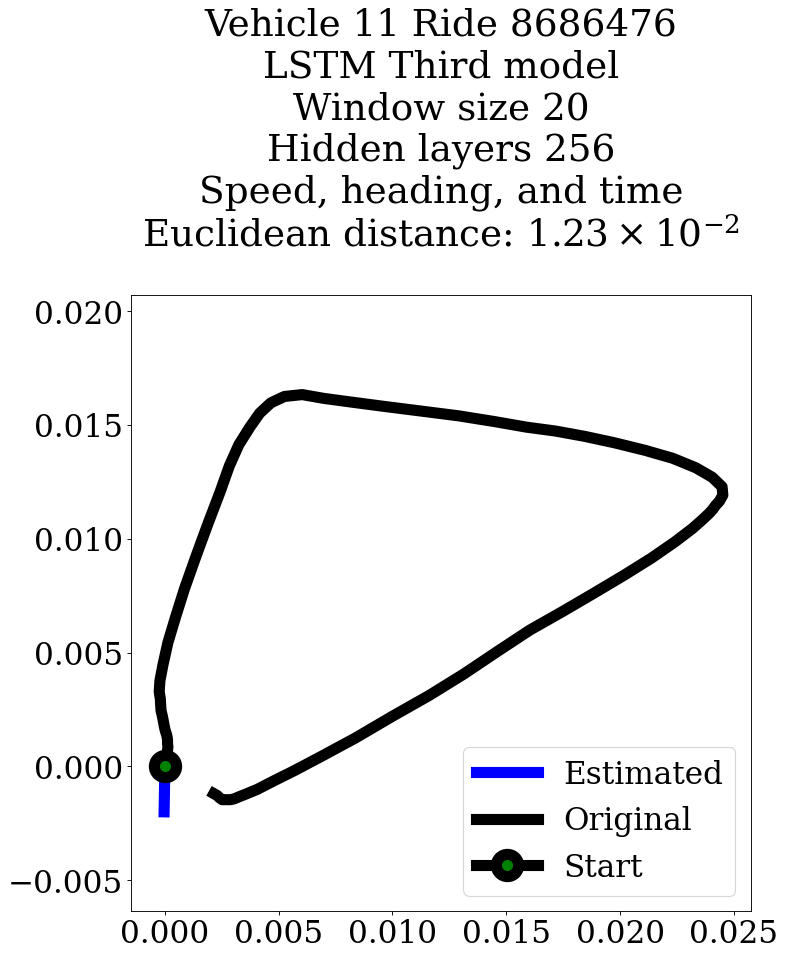 Vehicle 11 Ride 8686476
LSTM Third model
Window size 20
Hidden layers 256
Speed, heading, and time
Euclidean distance: 1.23 × 10⁻²
0.020
0.015
0.010
0.005
0.000
−0.005
Estimated
Original
Start
0.000 0.005 0.010 0.015 0.020 0.025